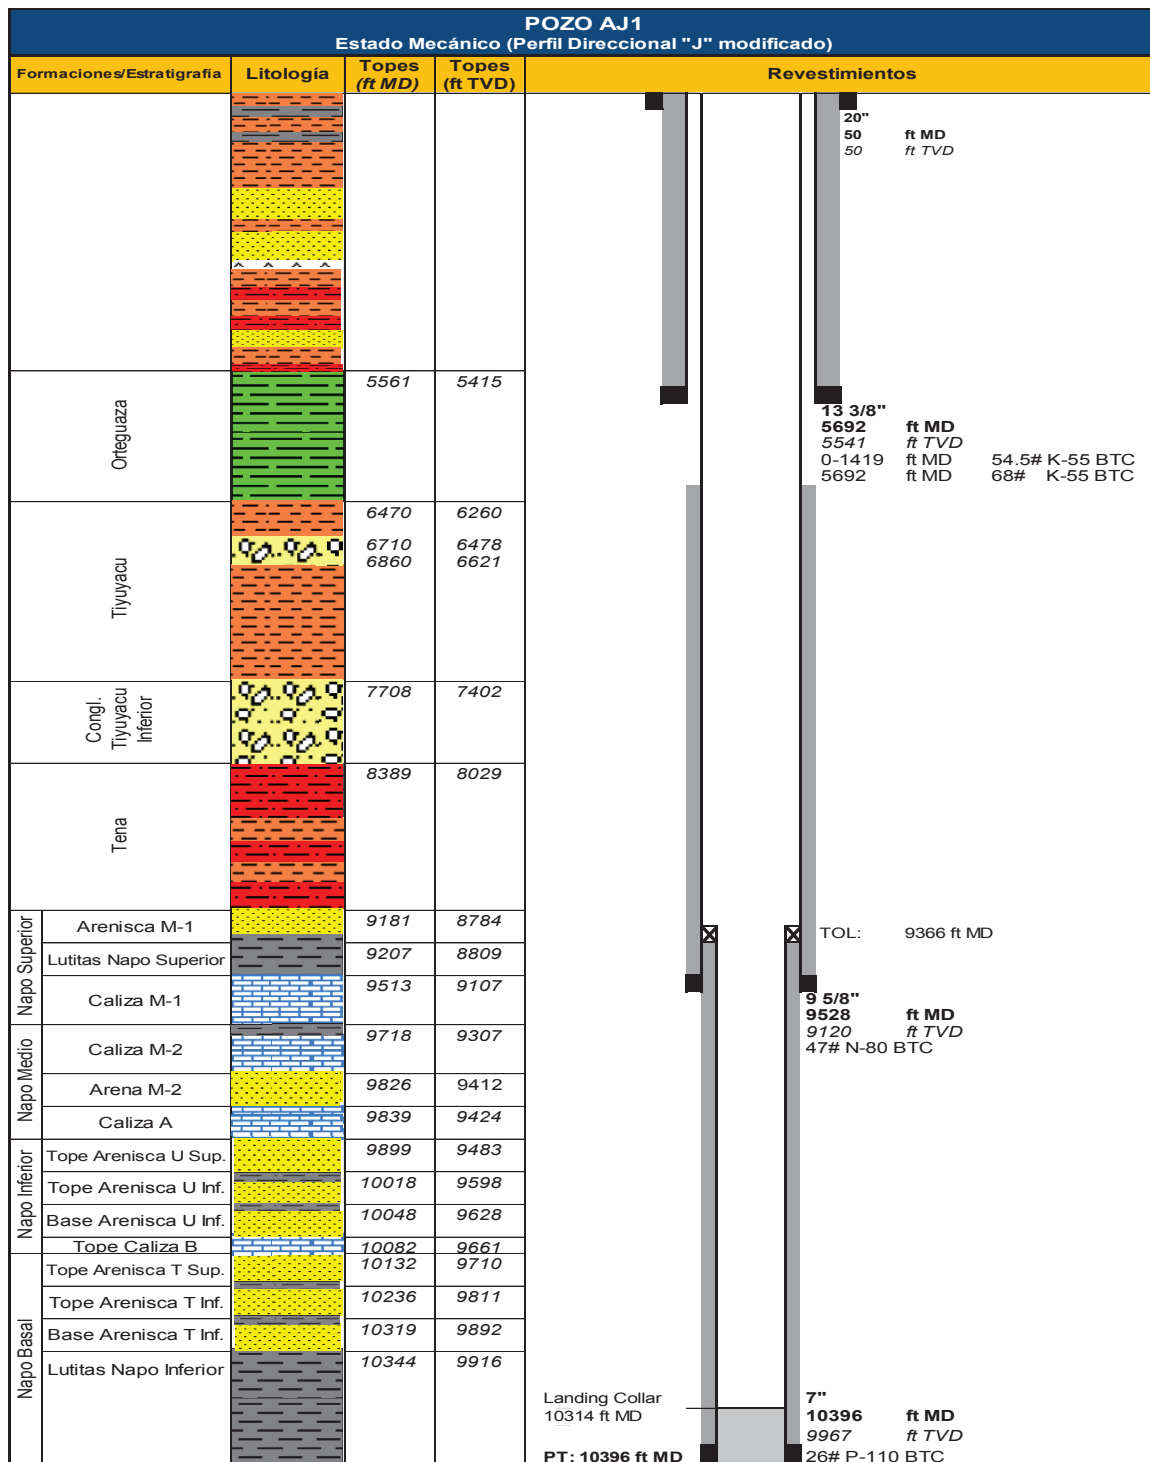 POZO AJ1
Estado Mecánico (Perfil Direccional "J" modificado)
Formaciones/Estratigrafía Litología Topes (ft MD) Topes (ft TVD) Revestimientos
20"
50 ft MD
50 ft TVD
Orteguaza 5561 5415
13 3/8"
5692 ft MD
5541 ft TVD
0-1419 ft MD 54.5# K-55 BTC
5692 ft MD 68# K-55 BTC
Tiyuyacu 6470 6260
6710 6478
6860 6621
Congl. Tiyuyacu Inferior 7708 7402
Tena 8389 8029
Napo Superior
Arenisca M-1 9181 8784
TOL: 9366 ft MD
Lutitas Napo Superior 9207 8809
Caliza M-1 9513 9107
9 5/8"
9528 ft MD
9120 ft TVD
47# N-80 BTC
Napo Medio
Caliza M-2 9718 9307
Arena M-2 9826 9412
Caliza A 9839 9424
Napo Inferior
Tope Arenisca U Sup. 9899 9483
Tope Arenisca U Inf. 10018 9598
Base Arenisca U Inf. 10048 9628
Tope Caliza B 10082 9661
Napo Basal
Tope Arenisca T Sup. 10132 9710
Tope Arenisca T Inf. 10236 9811
Base Arenisca T Inf. 10319 9892
Lutitas Napo Inferior 10344 9916
Landing Collar
10314 ft MD
7"
10396 ft MD
9967 ft TVD
PT: 10396 ft MD
26# P-110 BTC